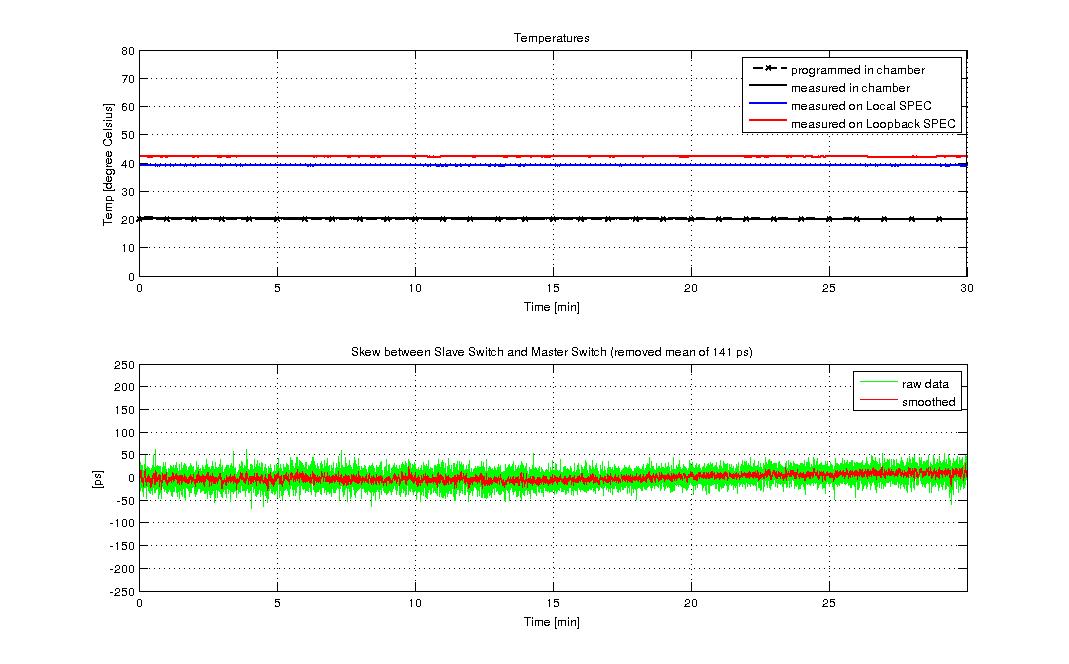 Temperatures
80
70
60
50
40
30
20
10
0
Temp [degree Celsius]
programmed in chamber
measured in chamber
measured on Local SPEC
measured on Loopback SPEC
0 5 10 15 20 25 30
Time [min]
Skew between Slave Switch and Master Switch (removed mean of 141 ps)
250
200
150
100
50
0
-50
-100
-150
-200
-250
[ps]
raw data
smoothed
0 5 10 15 20 25
Time [min]